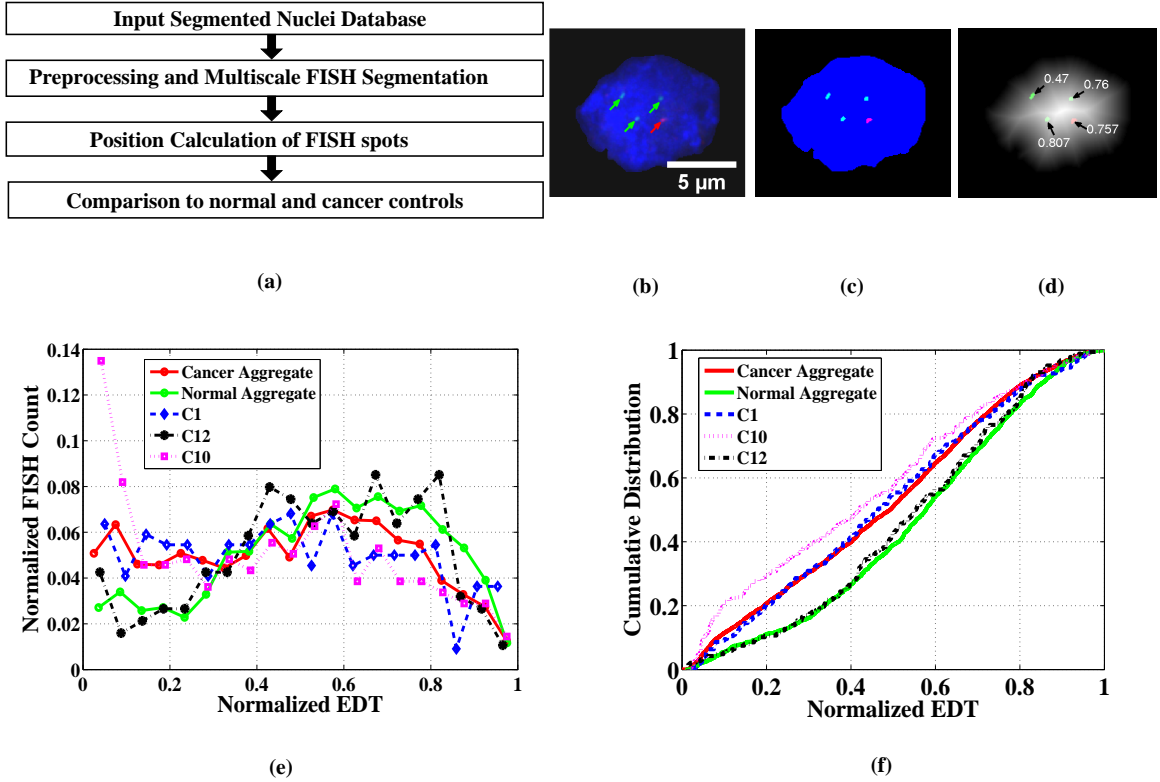 Input Segmented Nuclei Database
Preprocessing and Multiscale FISH Segmentation
Position Calculation of FISH spots
Comparison to normal and cancer controls
(a)
5 µm
(b)
(c)
0.47
0.76
0.807
0.757
(d)
Normalized FISH Count
0.14
0.12
0.1
0.08
0.06
0.04
0.02
0
Cancer Aggregate
Normal Aggregate
C1
C12
C10
0 0.2 0.4 0.6 0.8 1
Normalized EDT
(e)
Cumulative Distribution
1
0.8
0.6
0.4
0.2
0
Cancer Aggregate
Normal Aggregate
C1
C10
C12
0 0.2 0.4 0.6 0.8 1
Normalized EDT
(f)